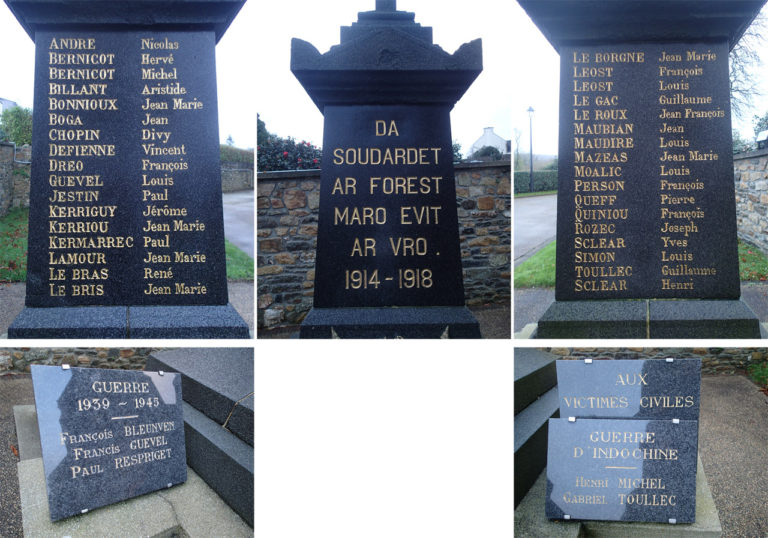 ANDRE Nicolas
BERNICOT Hervé
BERNICOT Michel
BILLANT Aristide
BONNIOUX Jean Marie
BOGA Jean
CHOPIN Divy
DEFIENNE Vincent
DREO François
GUEVEL Louis
JESTIN Paul
KERRIGUY Jérôme
KERRIOU Jean Marie
KERMARREC Paul
LAMOUR Jean Marie
LE BRAS René
LE BRIS Jean Marie
DA
SOUDARDET
AR FOREST
MARO EVIT
AR VRO.
1914-1918
LE BORGNE Jean Marie
LEOST François
LEOST Louis
LE GAC Guillaume
LE ROUX Jean François
MAUBIAN Jean
MAUDIRE Louis
MAZEAS Jean Marie
MOALIC Louis
PERSON François
QUEFF Pierre
QUINIOU François
ROZEC Joseph
SCLEAR Yves
SIMON Louis
TOULLEC Guillaume
SCLEAR Henri
GUERRE
1939 ~ 1945
François BLEUNVEN
Francis GUEVEL
Paul RESPRIGET
AUX
VICTIMES CIVILES
GUERRE
D'INDOCHINE
Henri MICHEL
Gabriel TOULLEC